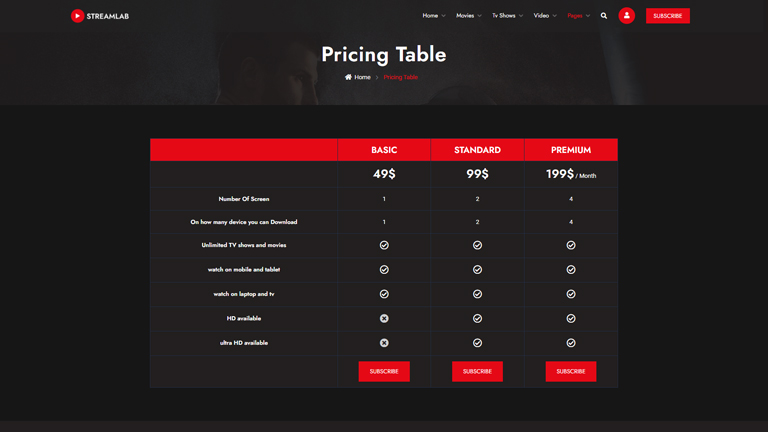 STREAMLAB Home Movies Tv Shows Video Pages SUBSCRIBE
Pricing Table
Home > Pricing Table
BASIC STANDARD PREMIUM
49$ 99$ 199$ / Month
Number Of Screen 1 2 4
On how many device you can Download 1 2 4
Unlimited TV shows and movies
watch on mobile and tablet
watch on laptop and tv
HD available
ultra HD available
SUBSCRIBE SUBSCRIBE SUBSCRIBE